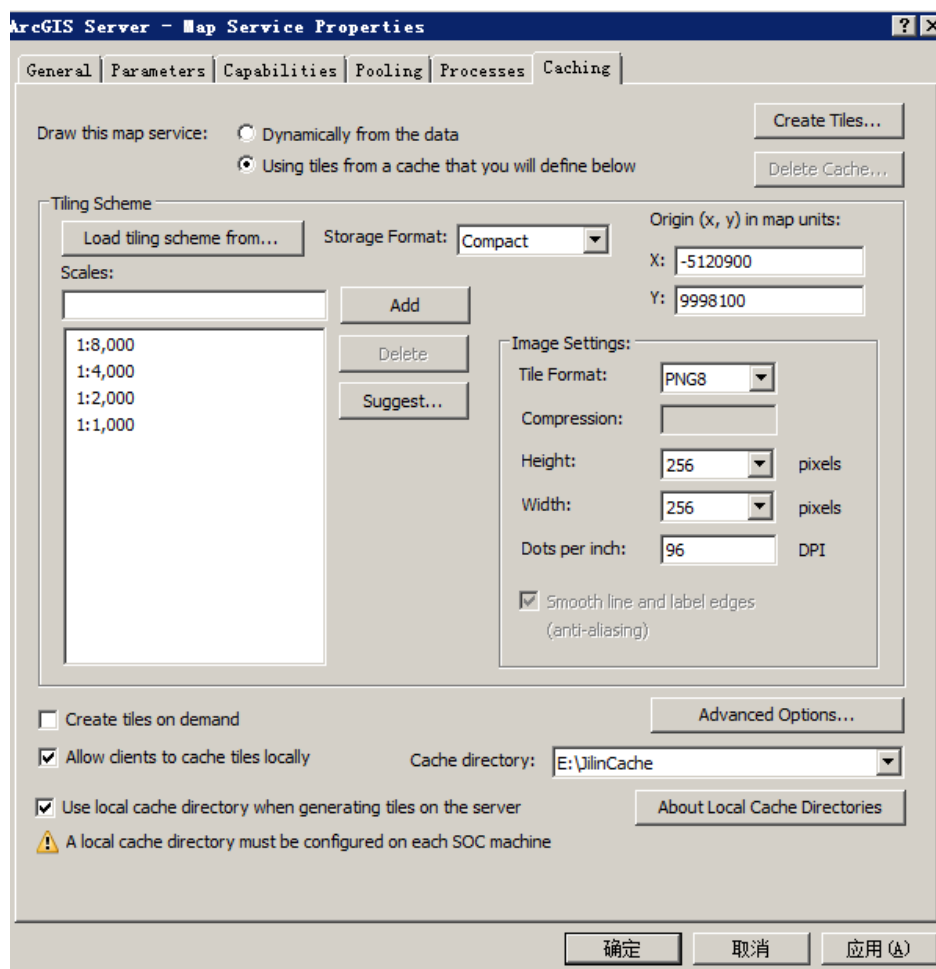 ArcGIS Server - Map Service Properties
General Parameters Capabilities Pooling Processes Caching
Draw this map service:
Dynamically from the data
Using tiles from a cache that you will define below
Create Tiles...
Delete Cache...
Tiling Scheme
Load tiling scheme from...
Storage Format: Compact
Origin (x, y) in map units:
X: -5120900
Y: 9998100
Scales:
Add
Delete
Suggest...
1:8,000
1:4,000
1:2,000
1:1,000
Image Settings:
Tile Format: PNG8
Compression:
Height: 256 pixels
Width: 256 pixels
Dots per inch: 96 DPI
Smooth line and label edges
(anti-aliasing)
Create tiles on demand
Advanced Options...
Allow clients to cache tiles locally
Cache directory: E:\JilinCache
Use local cache directory when generating tiles on the server
About Local Cache Directories
A local cache directory must be configured on each SOC machine
确定 取消 应用(A)